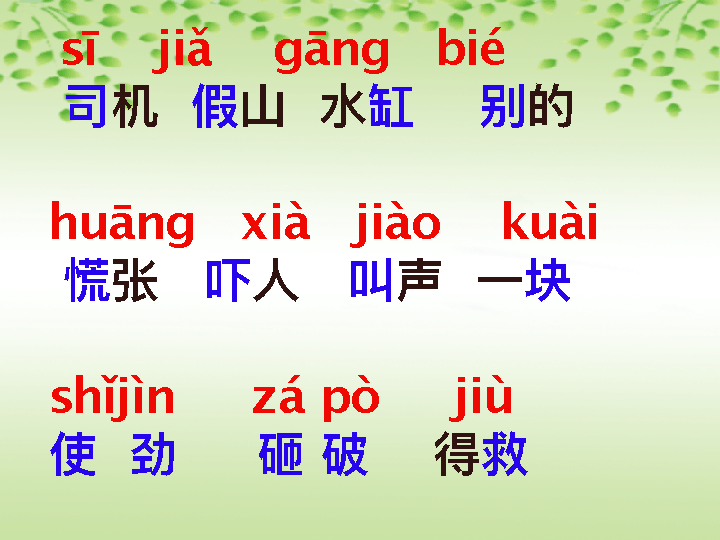 sī jiǎ gāng bié
司机 假山 水缸 别的
huāng xià jiào kuài
慌张 吓人 叫声 一块
shǐjìn zá pò jiù
使 劲 砸 破 得救